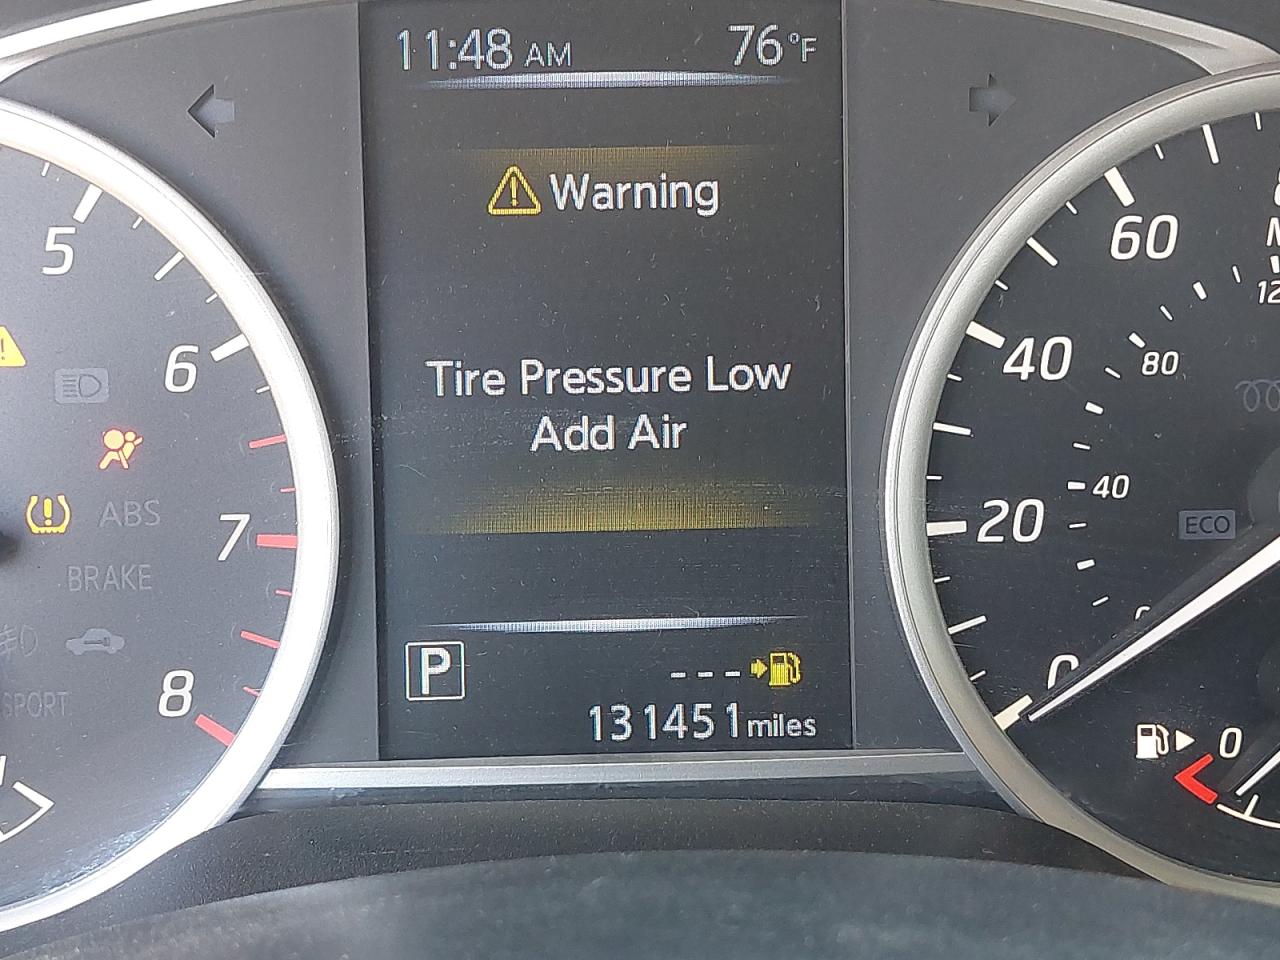 11:48 AM 76°F
Warning
Tire Pressure Low
Add Air
P
- - -
131451 miles
5
6
7
8
ABS
BRAKE
SPORT
60
40
20
0
80
40
ECO
0